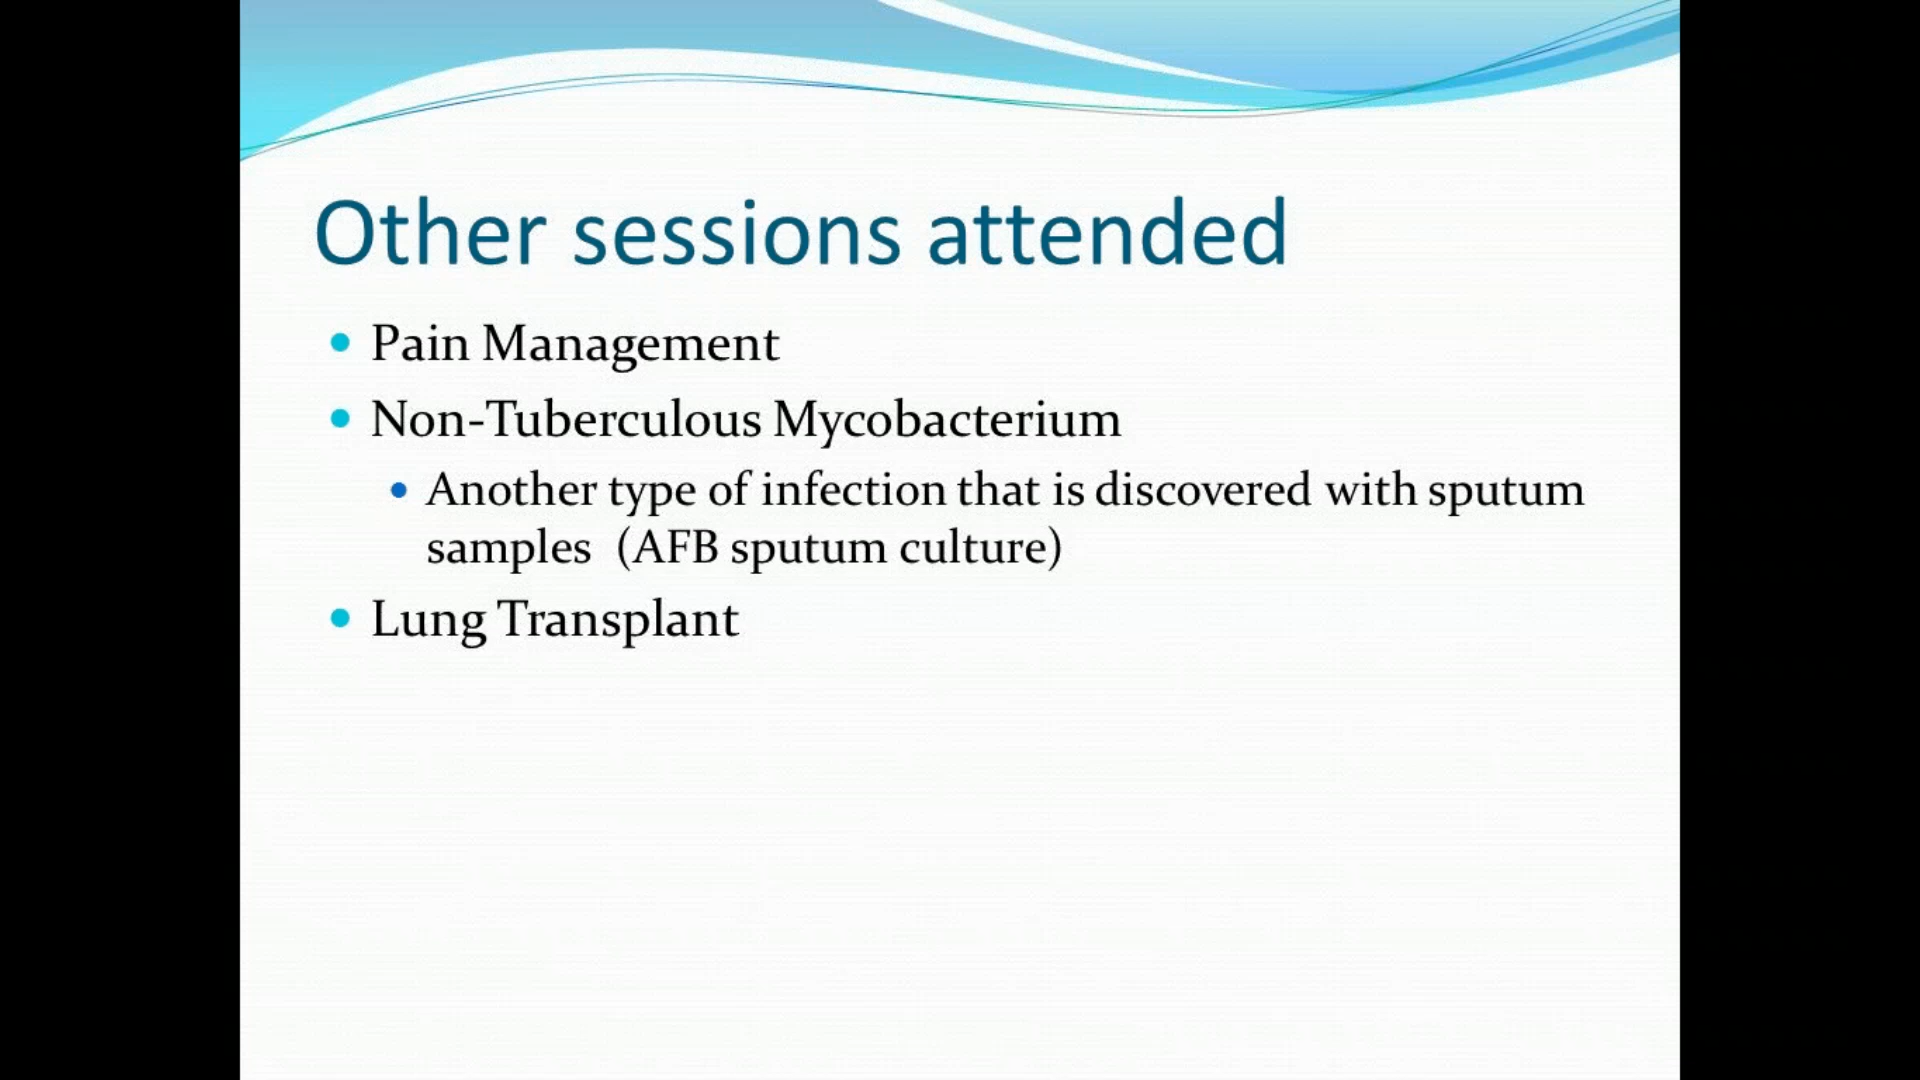 Other sessions attended
Pain Management
Non-Tuberculous Mycobacterium
Another type of infection that is discovered with sputum
samples (AFB sputum culture)
Lung Transplant